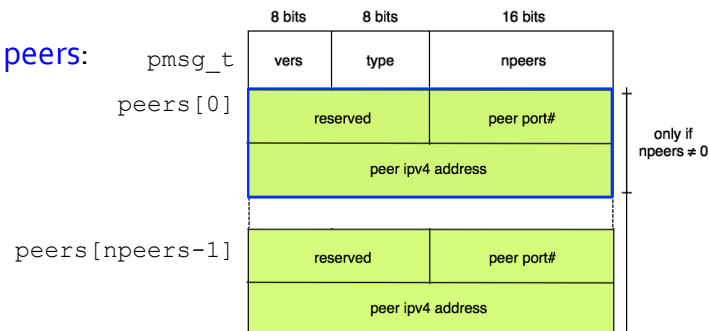 8 bits 8 bits 16 bits
peers: pmsg_t vers type npeers
peers[0] reserved peer port#
only if
npeers ≠ 0
peer ipv4 address
peers[npeers-1] reserved peer port#
peer ipv4 address